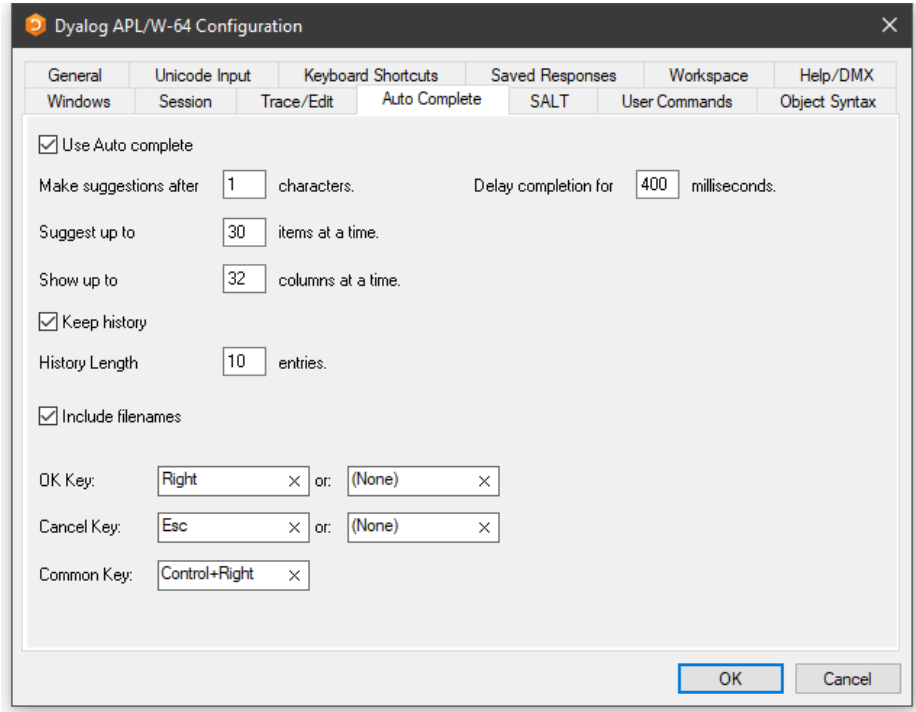 Dyalog APL/W-64 Configuration
General Unicode Input Keyboard Shortcuts Saved Responses Workspace Help/DMX
Windows Session Trace/Edit Auto Complete SALT User Commands Object Syntax
Use Auto complete
Make suggestions after 1 characters. Delay completion for 400 milliseconds.
Suggest up to 30 items at a time.
Show up to 32 columns at a time.
Keep history
History Length 10 entries.
Include filenames
OK Key: Right or: (None)
Cancel Key: Esc or: (None)
Common Key: Control+Right
OK Cancel